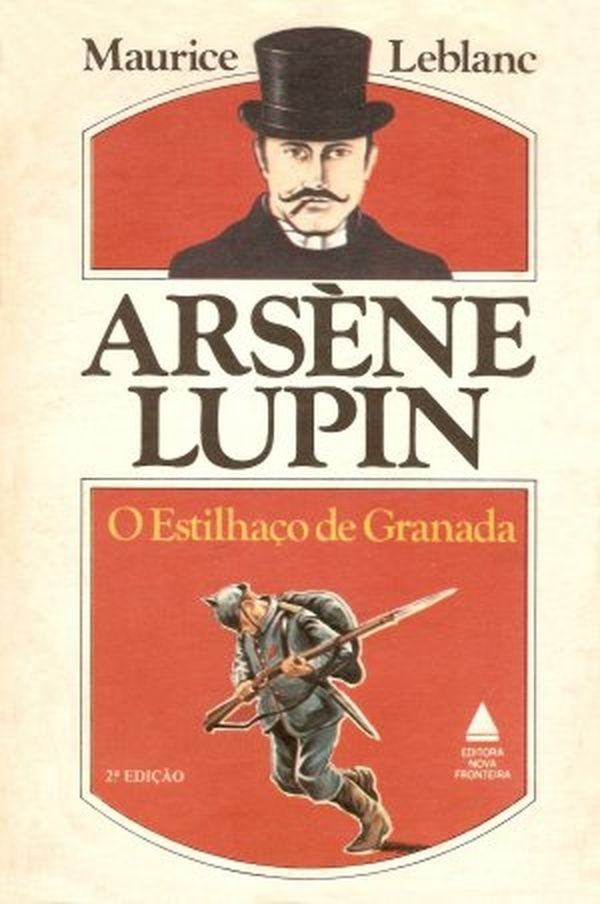 Maurice Leblanc
ARSÈNE
LUPIN
O Estilhaço de Granada
2ª EDIÇÃO
EDITORA
NOVA
FRONTEIRA